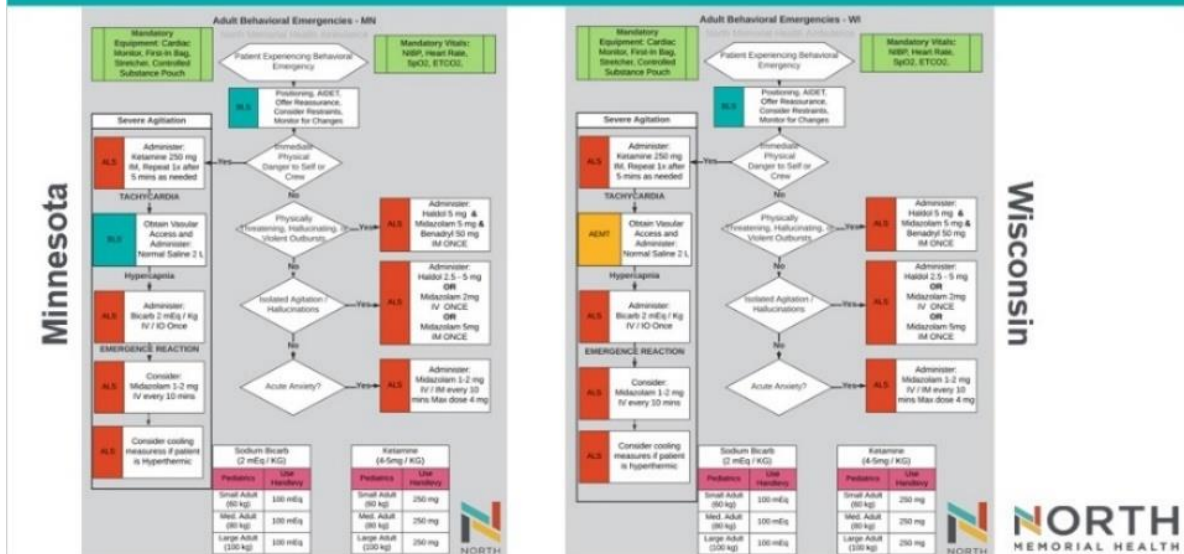 Minnesota
Adult Behavioral Emergencies - MN
North Memorial Health Ambulance
Mandatory
Equipment: Cardiac
Monitor, First-In Bag,
Stretcher, Controlled
Substance Pouch
Patient Experiencing Behavioral
Emergency
Mandatory Vitals:
NIBP, Heart Rate,
SpO2, ETCO2.
BLS
Positioning, AIDET,
Offer Reassurance,
Consider Restraints,
Monitor for Changes
Severe Agitation
ALS
Administer:
Ketamine 250 mg
IM, Repeat 1x after
5 mins as needed
Yes
Immediate
Physical
Danger to Self or
Crew
No
TACHYCARDIA
BLS
Obtain Vasular
Access and
Administer:
Normal Saline 2 L
Physically
Threatening, Hallucinating, or
Violent Outbursts
Yes
ALS
Administer:
Haldol 5 mg &
Midazolam 5 mg &
Benadryl 50 mg
IM ONCE
No
Hypercapnia
ALS
Administer:
Bicarb 2 mEq / Kg
IV / IO Once
Isolated Agitation /
Hallucinations
Yes
ALS
Administer:
Haldol 2.5 - 5 mg
OR
Midazolam 2mg
IV ONCE
OR
Midazolam 5mg
IM ONCE
No
EMERGENCE REACTION
ALS
Consider:
Midazolam 1-2 mg
IV every 10 mins
Acute Anxiety?
Yes
ALS
Administer:
Midazolam 1-2 mg
IV / IM every 10
mins Max dose 4 mg
ALS
Consider cooling
measuress if patient
is Hyperthermic
Sodium Bicarb
(2 mEq / KG)
Pediatrics Use Handtevy
Small Adult (60 kg) 100 mEq
Med. Adult (80 kg) 100 mEq
Large Adult (100 kg) 100 mEq
Ketamine
(4-5mg / KG)
Pediatrics Use Handtevy
Small Adult (60 kg) 250 mg
Med. Adult (80 kg) 250 mg
Large Adult (100 kg) 250 mg
NORTH
Adult Behavioral Emergencies - WI
North Memorial Health Ambulance
Mandatory
Equipment: Cardiac
Monitor, First-In Bag,
Stretcher, Controlled
Substance Pouch
Patient Experiencing Behavioral
Emergency
Mandatory Vitals:
NIBP, Heart Rate,
SpO2, ETCO2.
BLS
Positioning, AIDET,
Offer Reassurance,
Consider Restraints,
Monitor for Changes
Severe Agitation
ALS
Administer:
Ketamine 250 mg
IM, Repeat 1x after
5 mins as needed
Yes
Immediate
Physical
Danger to Self or
Crew
No
TACHYCARDIA
AEMT
Obtain Vasular
Access and
Administer:
Normal Saline 2 L
Physically
Threatening, Hallucinating, or
Violent Outbursts
Yes
ALS
Administer:
Haldol 5 mg &
Midazolam 5 mg &
Benadryl 50 mg
IM ONCE
No
Hypercapnia
ALS
Administer:
Bicarb 2 mEq / Kg
IV / IO Once
Isolated Agitation /
Hallucinations
Yes
ALS
Administer:
Haldol 2.5 - 5 mg
OR
Midazolam 2mg
IV ONCE
OR
Midazolam 5mg
IM ONCE
No
EMERGENCE REACTION
ALS
Consider:
Midazolam 1-2 mg
IV every 10 mins
Acute Anxiety?
Yes
ALS
Administer:
Midazolam 1-2 mg
IV / IM every 10
mins Max dose 4 mg
ALS
Consider cooling
measuress if patient
is hyperthermic
Sodium Bicarb
(2 mEq / KG)
Pediatrics Use Handtevy
Small Adult (60 kg) 100 mEq
Med. Adult (80 kg) 100 mEq
Large Adult (100 kg) 100 mEq
Ketamine
(4-5mg / KG)
Pediatrics Use Handtevy
Small Adult (60 kg) 250 mg
Med. Adult (80 kg) 250 mg
Large Adult (100 kg) 250 mg
NORTH
Wisconsin
NORTH
MEMORIAL HEALTH